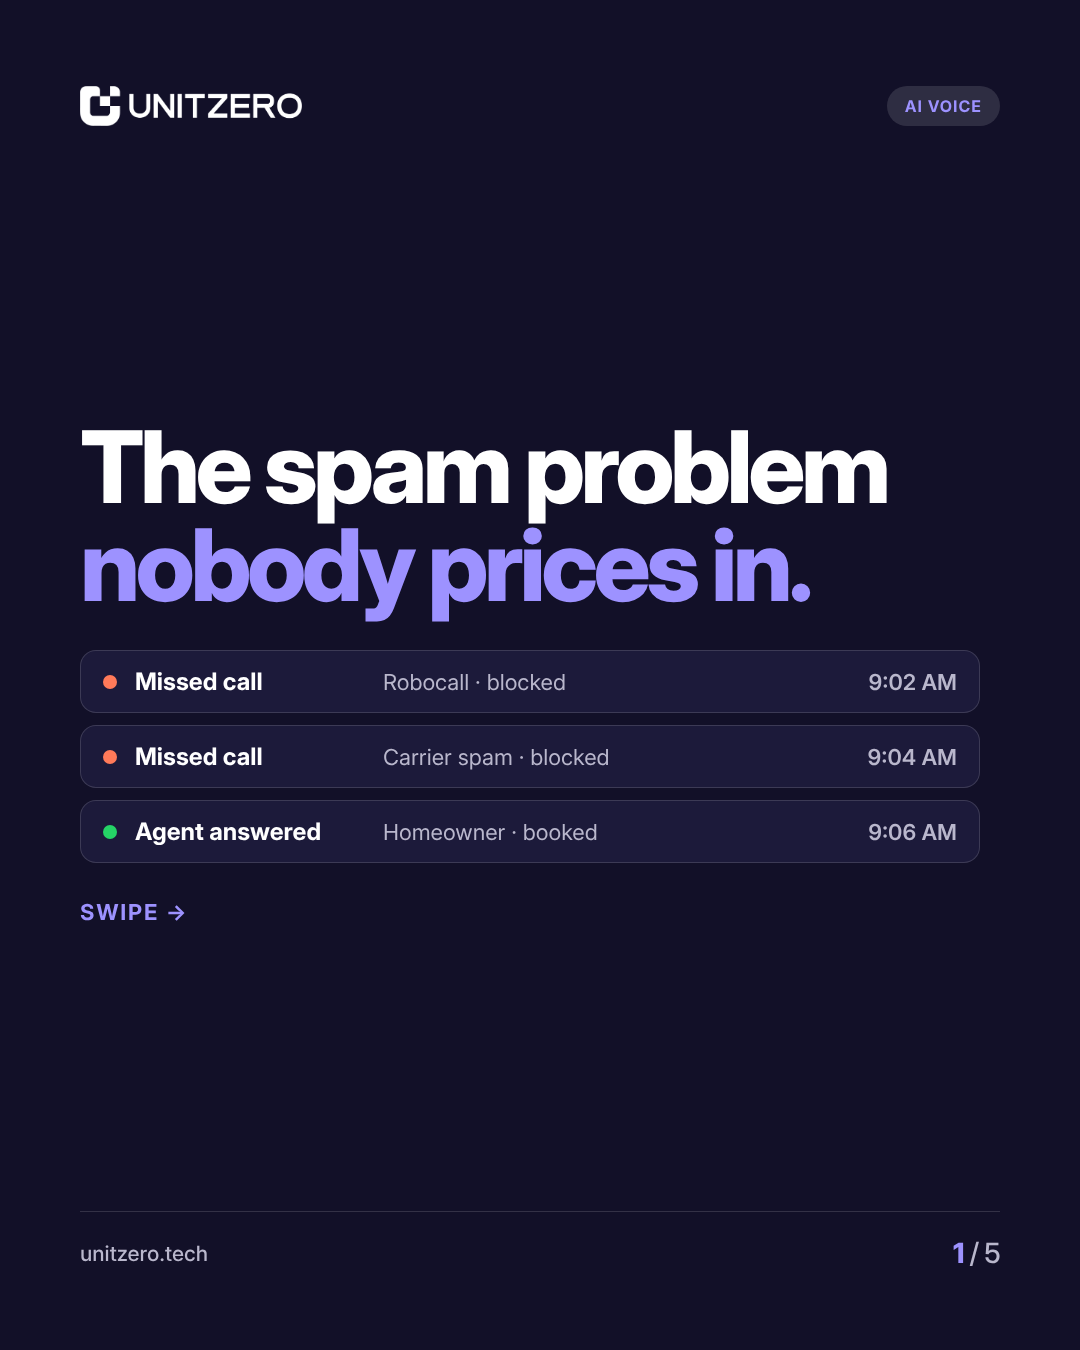 UNITZERO
AI VOICE
The spam problem
nobody prices in.
Missed call Robocall · blocked 9:02 AM
Missed call Carrier spam · blocked 9:04 AM
Agent answered Homeowner · booked 9:06 AM
SWIPE →
unitzero.tech
1 / 5